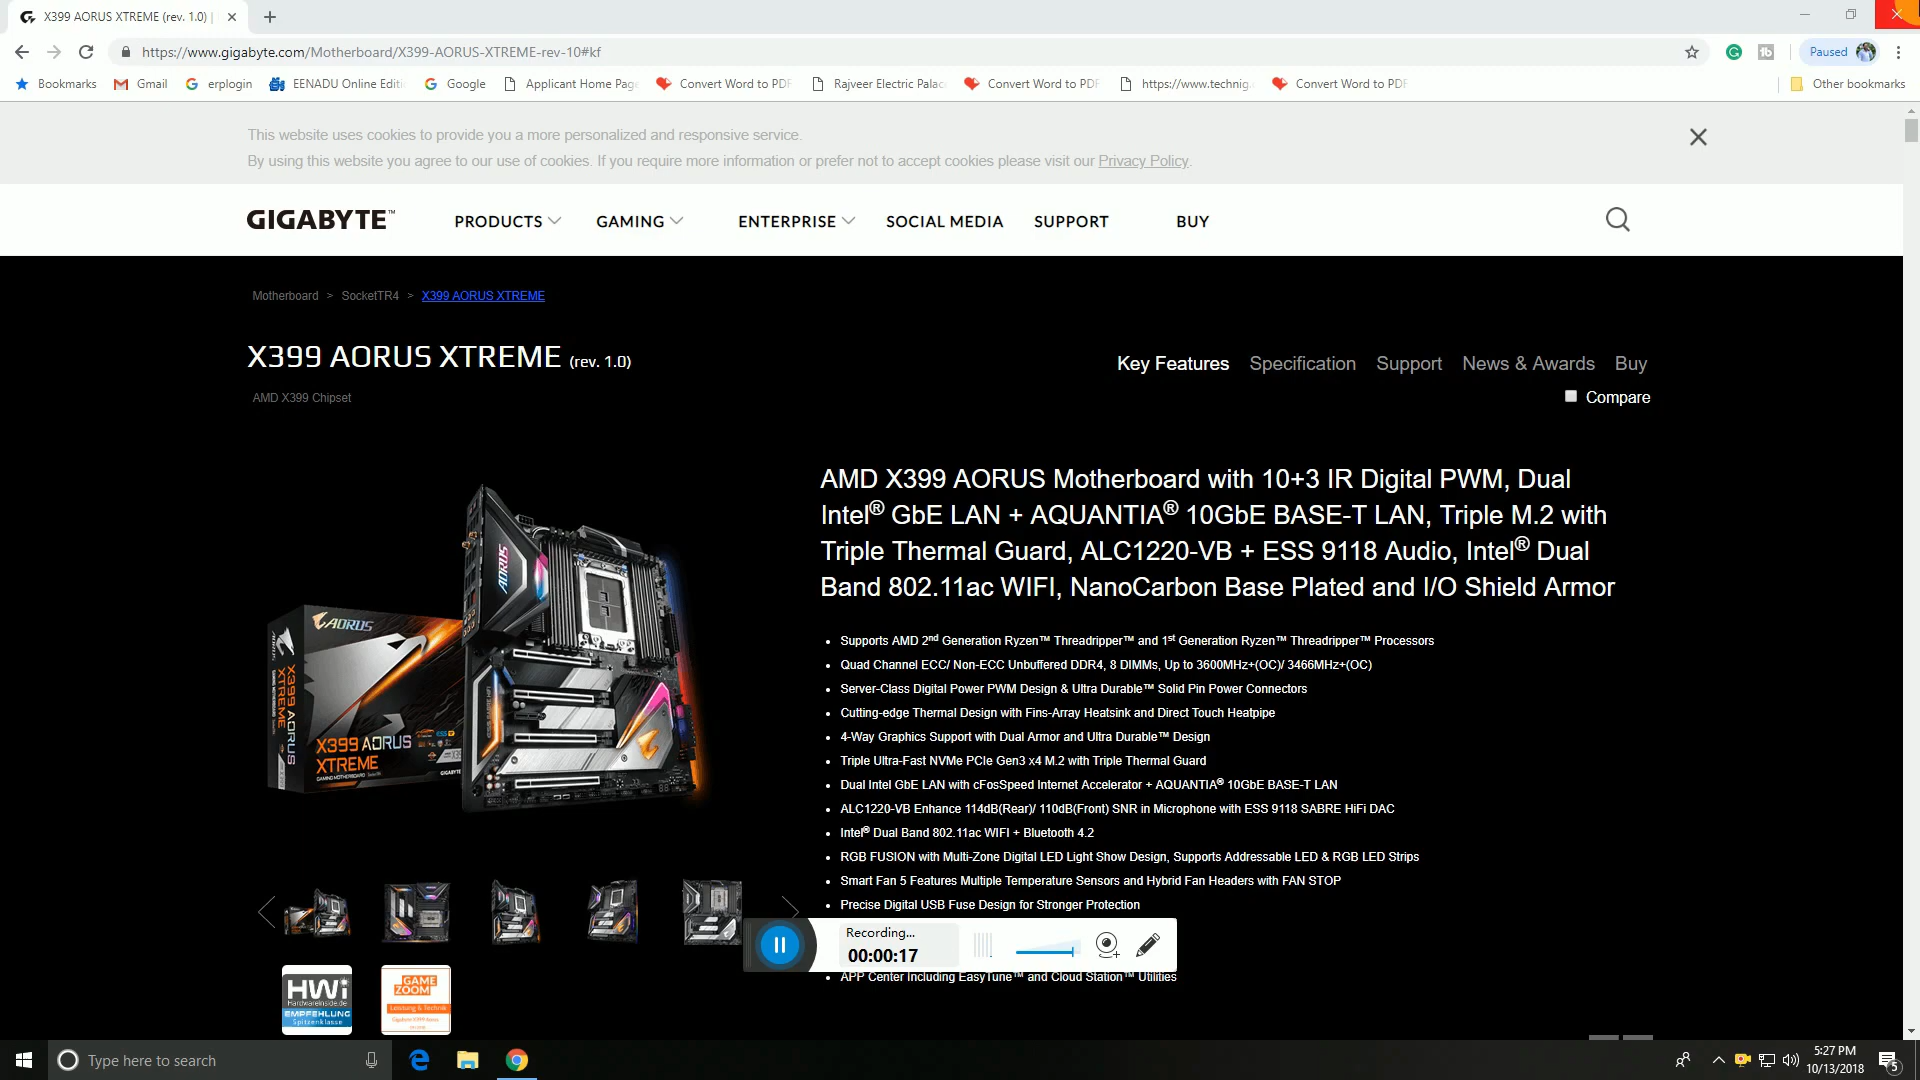 X399 AORUS XTREME (rev. 1.0) |
https://www.gigabyte.com/Motherboard/X399-AORUS-XTREME-rev-10#kf
Paused
Bookmarks
Gmail
erplogin
EENADU Online Editi
Google
Applicant Home Page
Convert Word to PDF
Rajveer Electric Palac
Convert Word to PDF
https://www.technig.
Convert Word to PDF
Other bookmarks
This website uses cookies to provide you a more personalized and responsive service.
By using this website you agree to our use of cookies. If you require more information or prefer not to accept cookies please visit our Privacy Policy.
GIGABYTE™
PRODUCTS
GAMING
ENTERPRISE
SOCIAL MEDIA
SUPPORT
BUY
Motherboard > SocketTR4 > X399 AORUS XTREME
X399 AORUS XTREME (rev. 1.0)
Key Features
Specification
Support
News & Awards
Buy
AMD X399 Chipset
Compare
AMD X399 AORUS Motherboard with 10+3 IR Digital PWM, Dual
Intel® GbE LAN + AQUANTIA® 10GbE BASE-T LAN, Triple M.2 with
Triple Thermal Guard, ALC1220-VB + ESS 9118 Audio, Intel® Dual
Band 802.11ac WIFI, NanoCarbon Base Plated and I/O Shield Armor
AORUS
AORUS
X399 AORUS
XTREME
X399 AORUS
XTREME
GAMING MOTHERBOARD
GIGABYTE
• Supports AMD 2nd Generation Ryzen™ Threadripper™ and 1st Generation Ryzen™ Threadripper™ Processors
• Quad Channel ECC/ Non-ECC Unbuffered DDR4, 8 DIMMs, Up to 3600MHz+(OC)/ 3466MHz+(OC)
• Server-Class Digital Power PWM Design & Ultra Durable™ Solid Pin Power Connectors
• Cutting-edge Thermal Design with Fins-Array Heatsink and Direct Touch Heatpipe
• 4-Way Graphics Support with Dual Armor and Ultra Durable™ Design
• Triple Ultra-Fast NVMe PCIe Gen3 x4 M.2 with Triple Thermal Guard
• Dual Intel GbE LAN with cFosSpeed Internet Accelerator + AQUANTIA® 10GbE BASE-T LAN
• ALC1220-VB Enhance 114dB(Rear)/ 110dB(Front) SNR in Microphone with ESS 9118 SABRE HiFi DAC
• Intel® Dual Band 802.11ac WIFI + Bluetooth 4.2
• RGB FUSION with Multi-Zone Digital LED Light Show Design, Supports Addressable LED & RGB LED Strips
• Smart Fan 5 Features Multiple Temperature Sensors and Hybrid Fan Headers with FAN STOP
• Precise Digital USB Fuse Design for Stronger Protection
• APP Center Including EasyTune™ and Cloud Station™ Utilities
Recording...
00:00:17
HWi
HardwareInside.de
EMPFEHLUNG
Spitzenklasse
GAME
ZOOM
Leistung & Technik
Type here to search
5:27 PM
10/13/2018
5